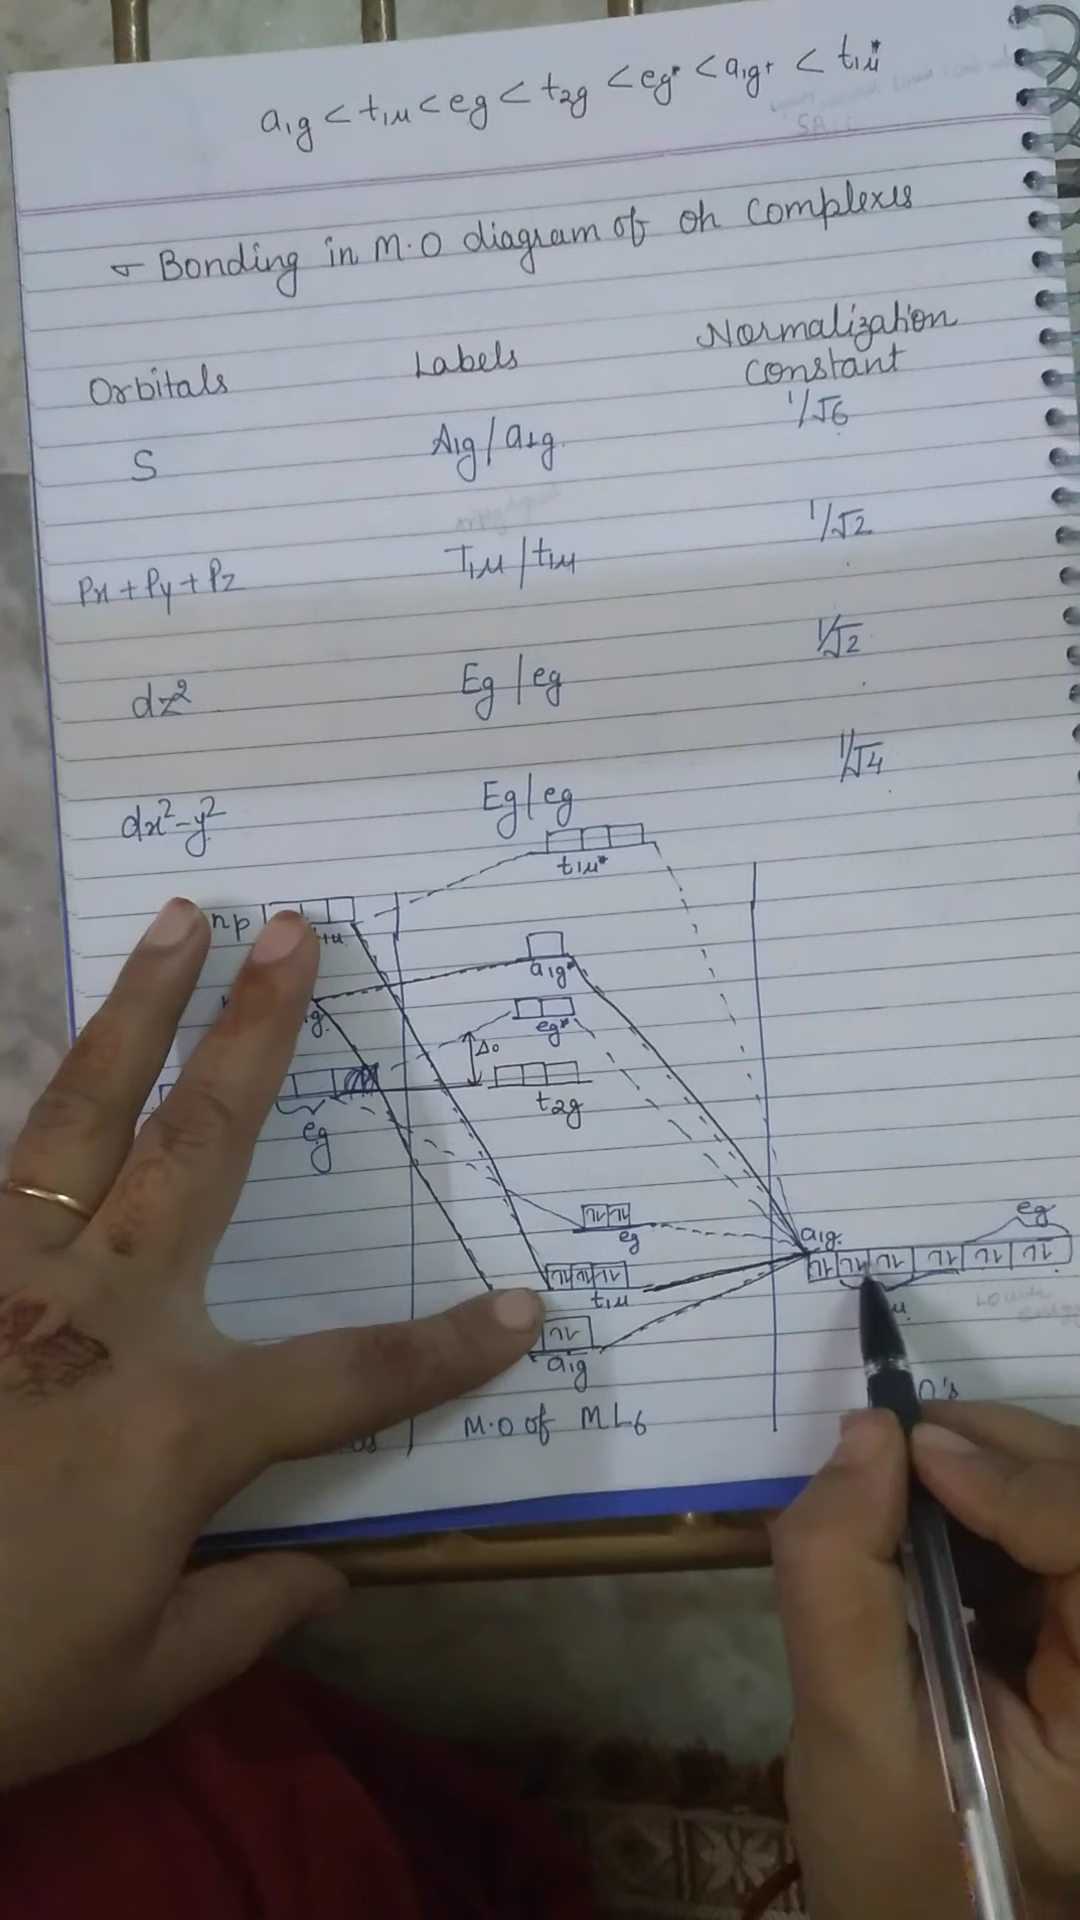 a1g < t1u < eg < t2g < eg* < a1g* < t1u*
σ Bonding in M.O diagram of oh complexes
Orbitals Labels Normalization constant
S A1g/a1g 1/√6
Px + Py + Pz T1u/t1u 1/√2
dz² Eg/eg 1/√2
dx²-y² Eg/eg 1/√4
t1u*
np
a1g*
eg*
Δo
t2g
eg
eg
eg
a1g.
t1u
Lower
a1g
M.O of ML6